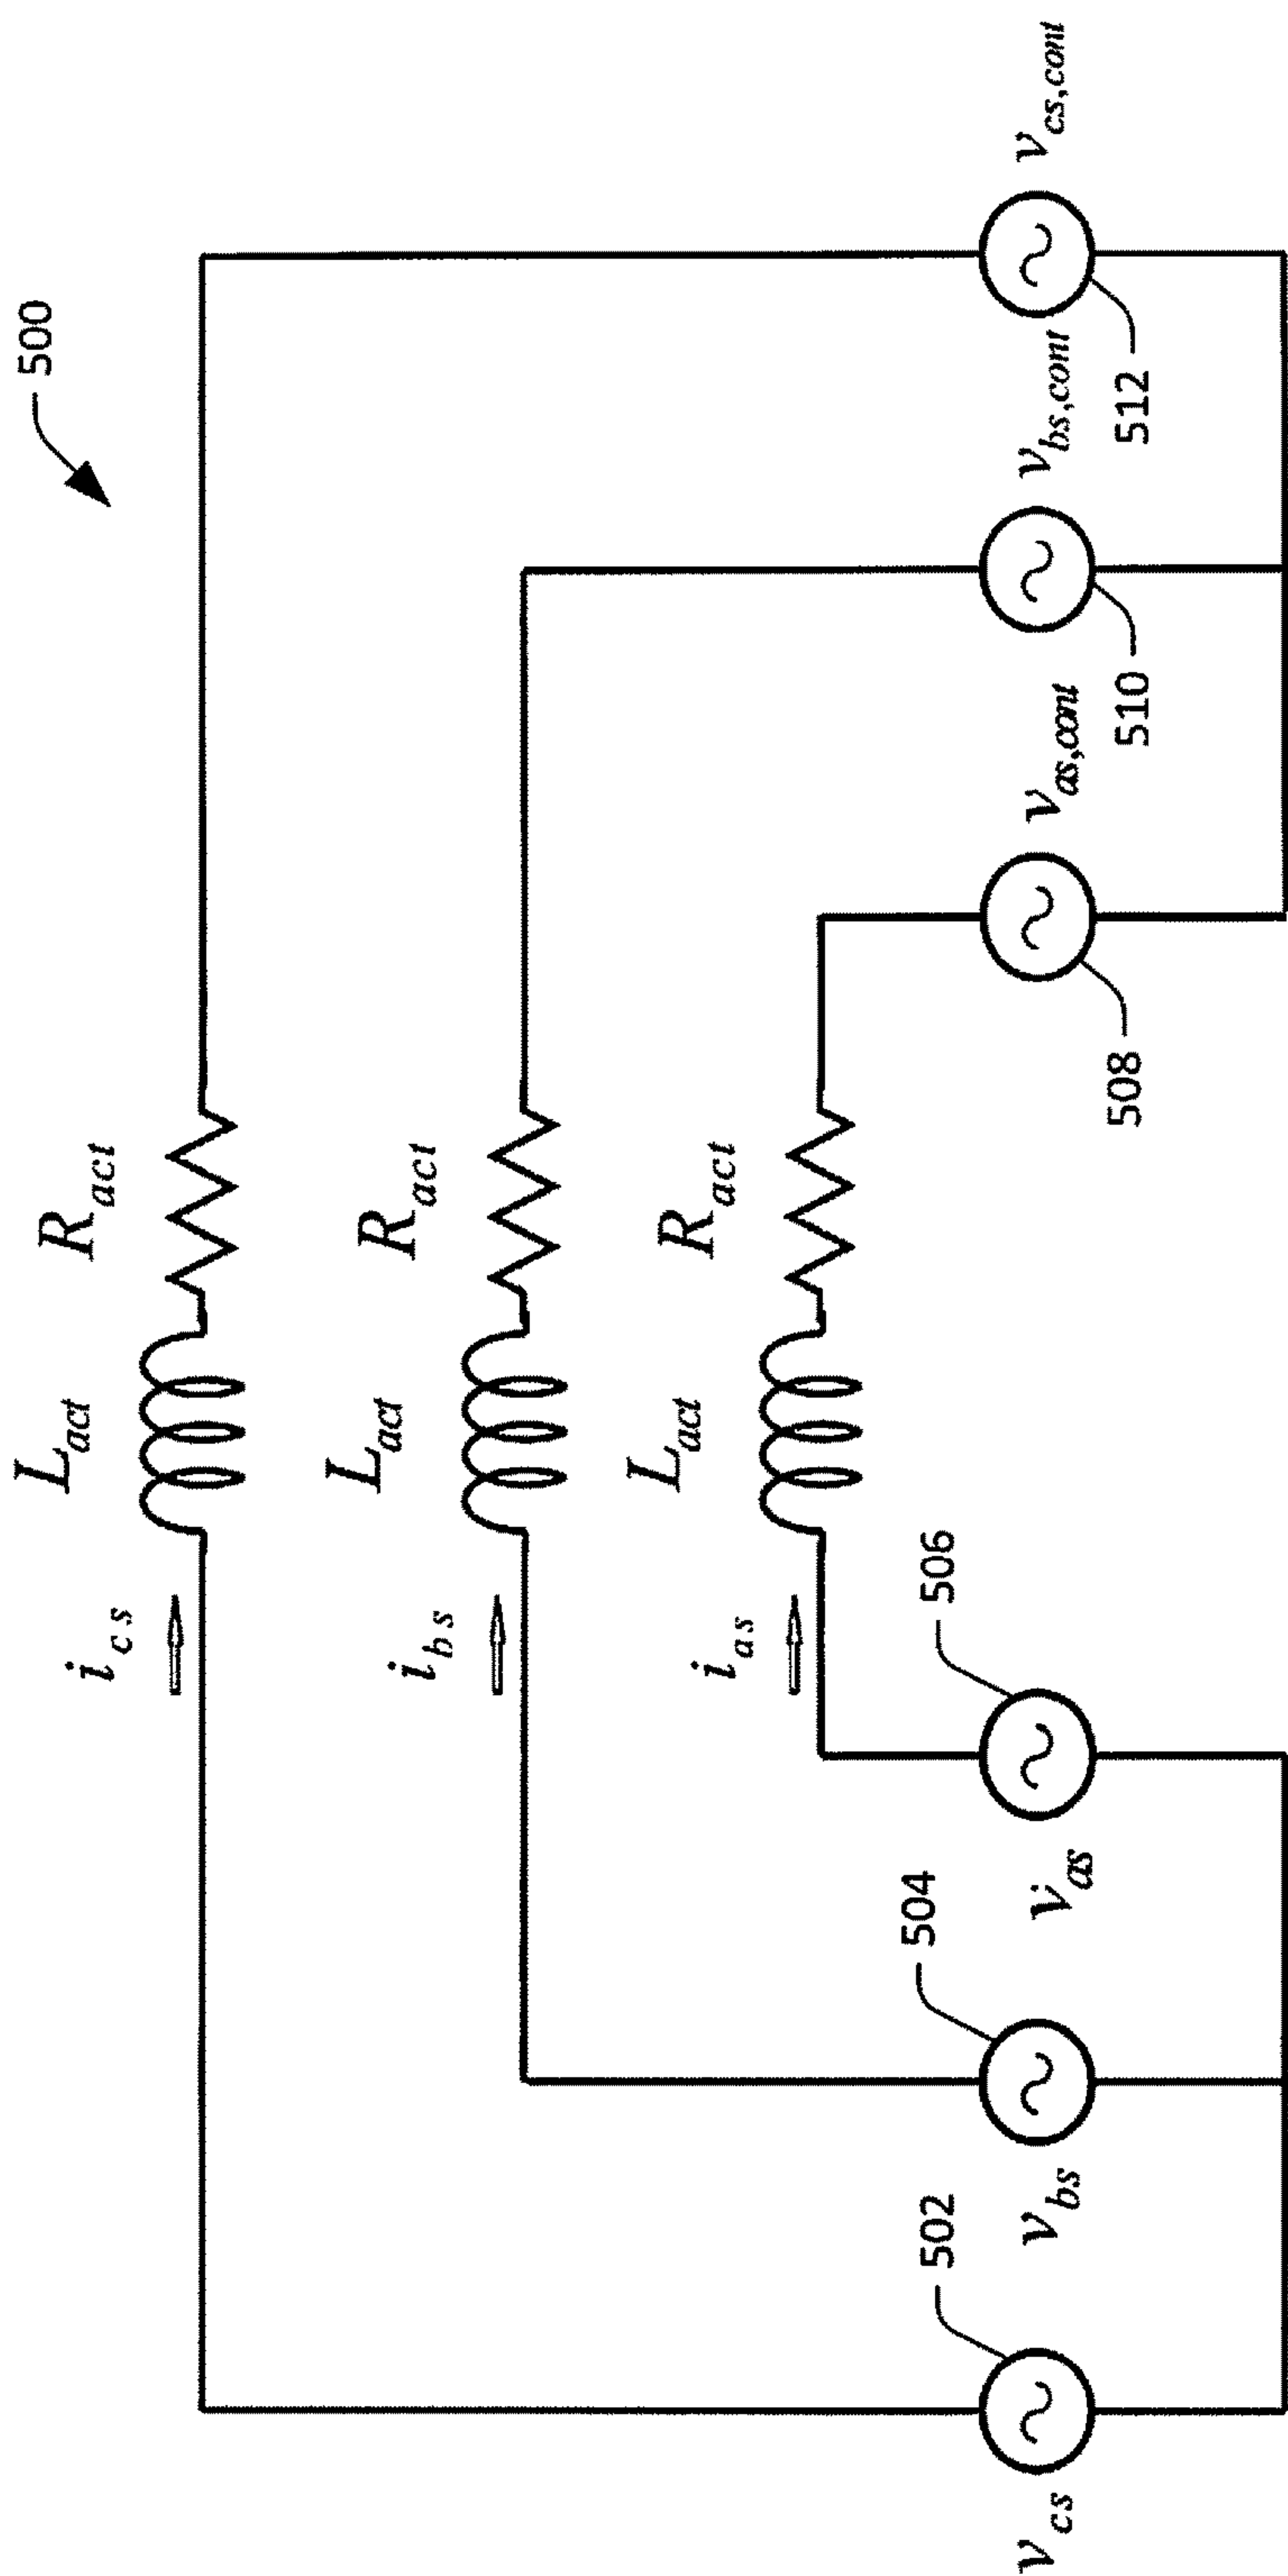 500
L_act R_act
i_cs
L_act R_act
i_bs
L_act R_act
i_as
502
504
506
v_cs
v_bs
v_as
v_as,cont
v_bs,cont
v_cs,cont
508
510
512